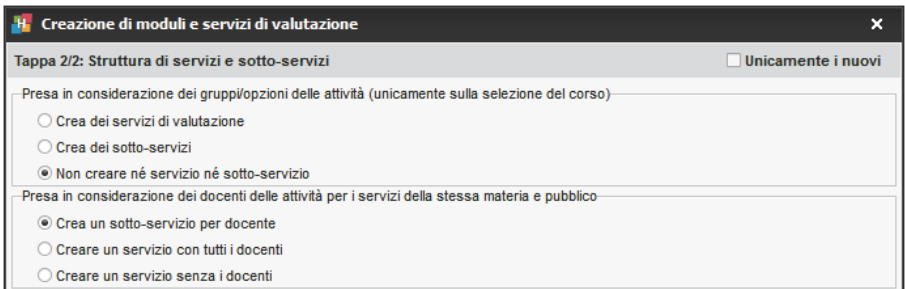 Creazione di moduli e servizi di valutazione
Tappa 2/2: Struttura di servizi e sotto-servizi
Unicamente i nuovi
Presa in considerazione dei gruppi/opzioni delle attività (unicamente sulla selezione del corso)
Crea dei servizi di valutazione
Crea dei sotto-servizi
Non creare né servizio né sotto-servizio
Presa in considerazione dei docenti delle attività per i servizi della stessa materia e pubblico
Crea un sotto-servizio per docente
Creare un servizio con tutti i docenti
Creare un servizio senza i docenti